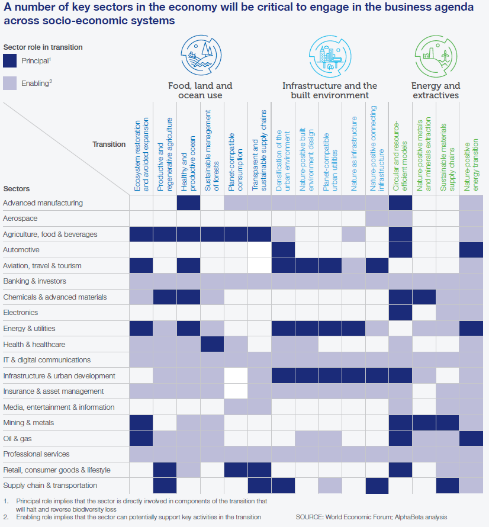 A number of key sectors in the economy will be critical to engage in the business agenda
across socio-economic systems
Sector role in transition
Principal¹
Enabling²
Food, land and
ocean use
Infrastructure and the
built environment
Energy and
extractives
Transition
Sectors
Ecosystem restoration
and avoided expansion
Productive and
regenerative agriculture
Healthy and
productive ocean
Sustainable management
of forests
Planet-compatible
consumption
Transparent and
sustainable supply chains
Densification of the
urban environment
Nature-positive built
environment design
Planet-compatible
urban utilities
Nature as infrastructure
Nature-positive connecting
infrastructure
Circular and resource-
efficient models
Nature-positive metals
and minerals extraction
Sustainable materials
supply chains
Nature-positive
energy transition
Advanced manufacturing
Aerospace
Agriculture, food & beverages
Automotive
Aviation, travel & tourism
Banking & investors
Chemicals & advanced materials
Electronics
Energy & utilities
Health & healthcare
IT & digital communications
Infrastructure & urban development
Insurance & asset management
Media, entertainment & information
Mining & metals
Oil & gas
Professional services
Retail, consumer goods & lifestyle
Supply chain & transportation
1. Principal role implies that the sector is directly involved in components of the transition that
will halt and reverse biodiversity loss
2. Enabling role implies that the sector can potentially support key activities in the transition
SOURCE: World Economic Forum; AlphaBeta analysis